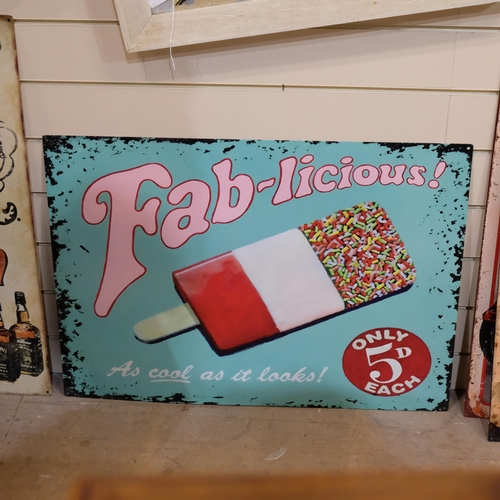 Fab-licious!
As cool as it looks!
ONLY
5D
EACH